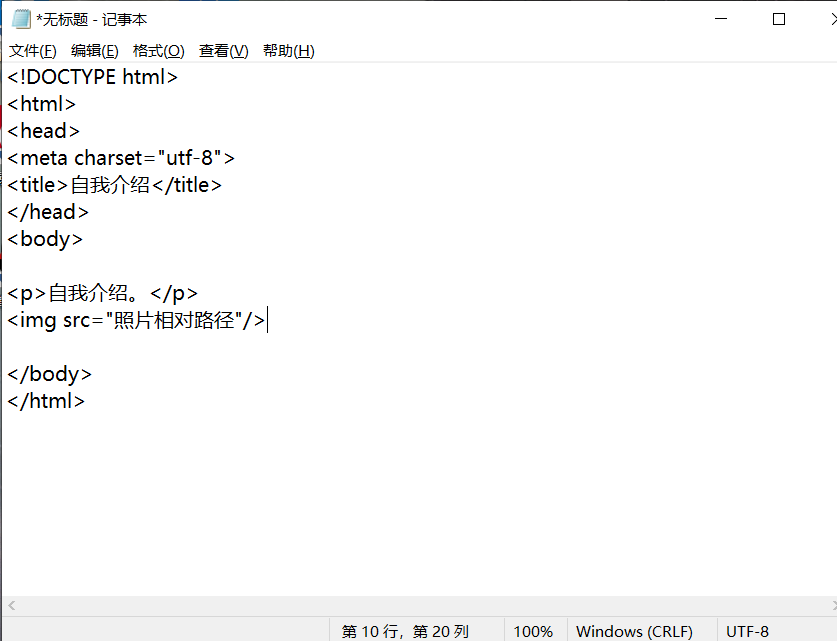 *无标题 - 记事本
文件(F) 编辑(E) 格式(O) 查看(V) 帮助(H)
<!DOCTYPE html>
<html>
<head>
<meta charset="utf-8">
<title>自我介绍</title>
</head>
<body>
<p>自我介绍。</p>
<img src="照片相对路径"/>
</body>
</html>
第 10 行，第 20 列 100% Windows (CRLF) UTF-8